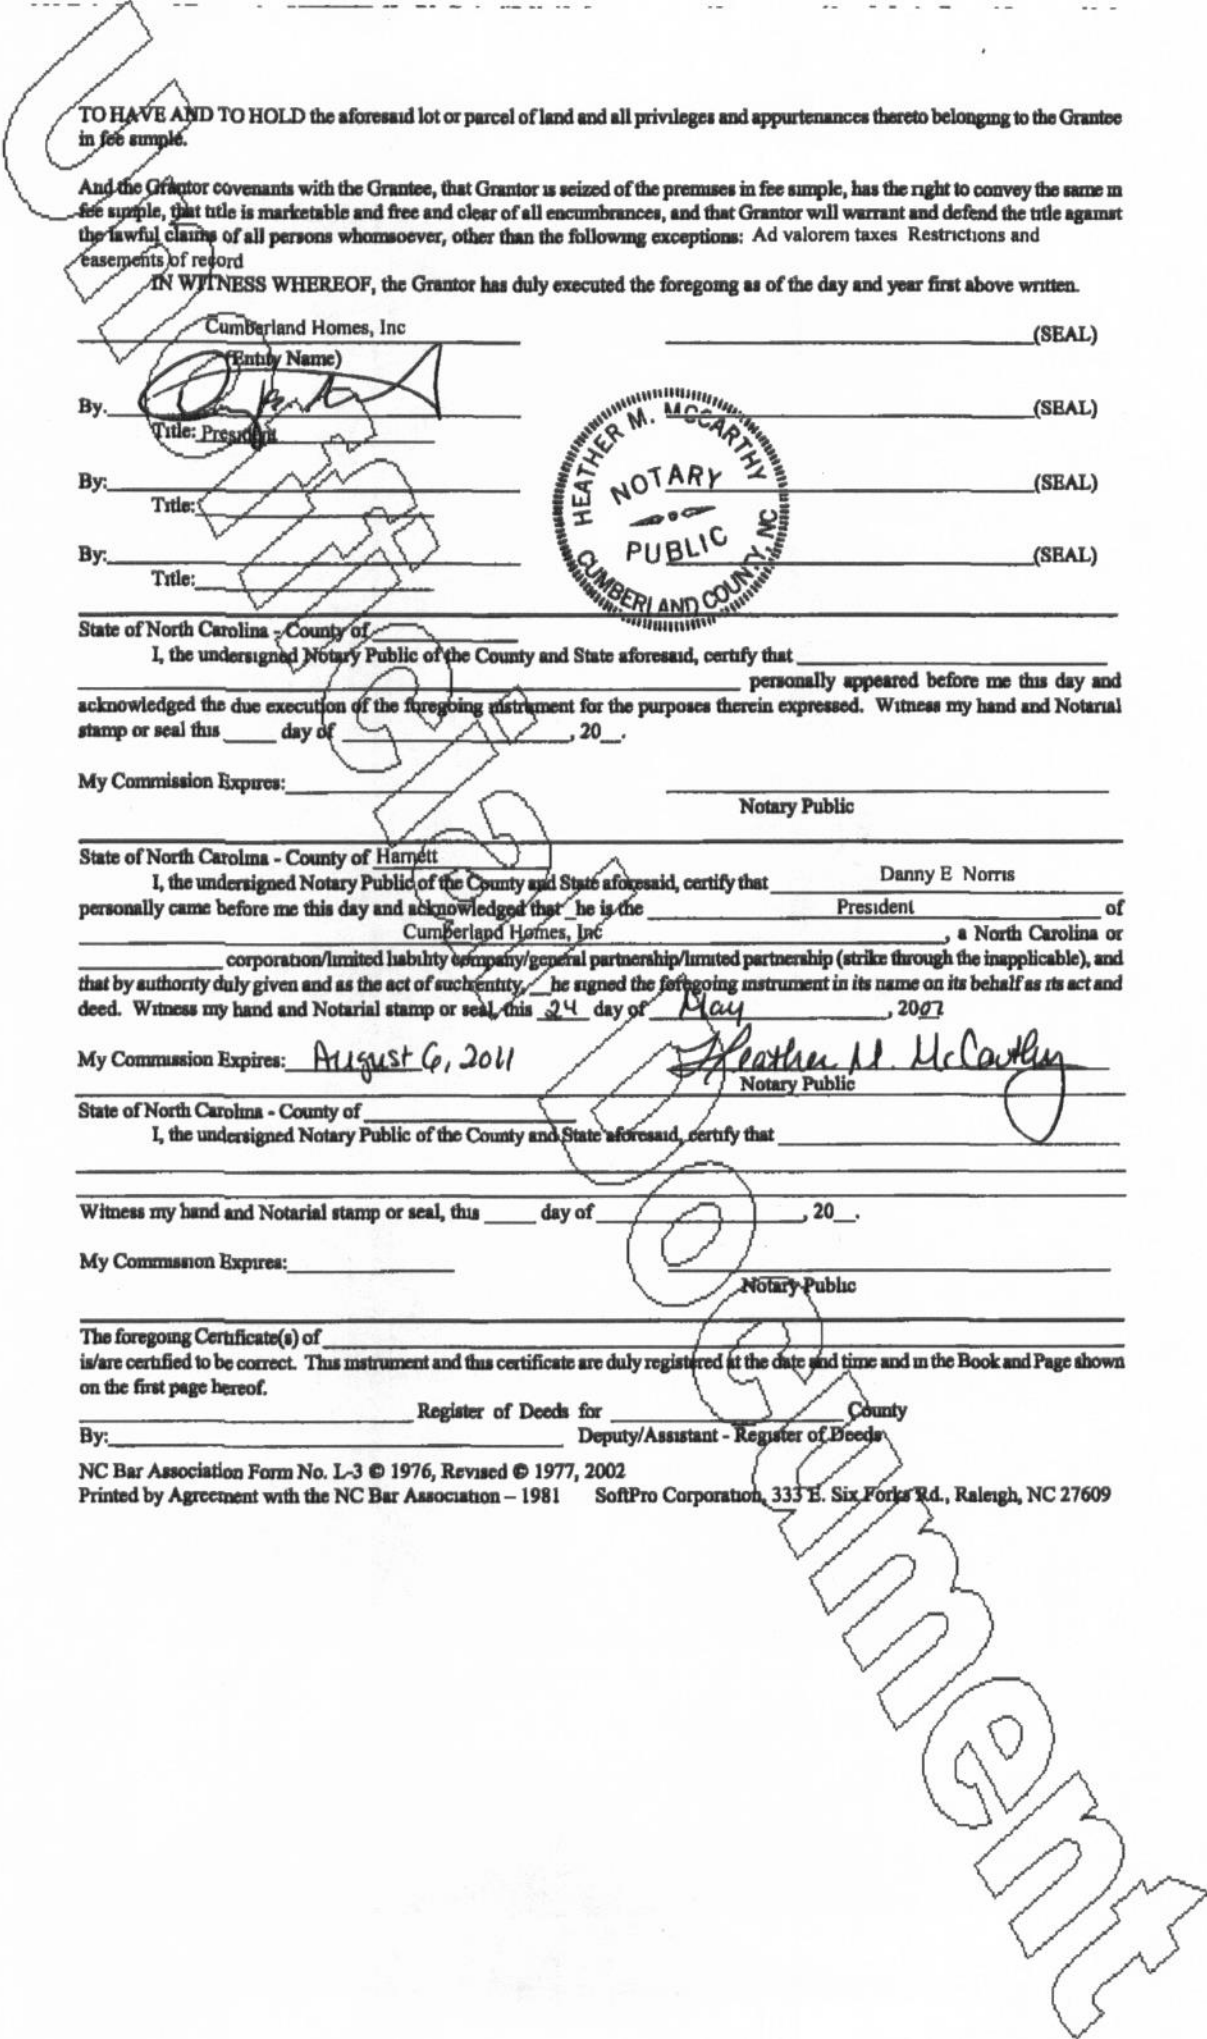 TO HAVE AND TO HOLD the aforesaid lot or parcel of land and all privileges and appurtenances thereto belonging to the Grantee
in fee simple.
And the Grantor covenants with the Grantee, that Grantor is seized of the premises in fee simple, has the right to convey the same in
fee simple, that title is marketable and free and clear of all encumbrances, and that Grantor will warrant and defend the title against
the lawful claims of all persons whomsoever, other than the following exceptions: Ad valorem taxes Restrictions and
easements of record
IN WITNESS WHEREOF, the Grantor has duly executed the foregoing as of the day and year first above written.
Cumberland Homes, Inc ____ (SEAL)
(Entity Name)
By. ____ (SEAL)
Title: President
By: ____ (SEAL)
Title: ____
By: ____ (SEAL)
Title: ____
HEATHER M. MCCARTHY
NOTARY
PUBLIC
CUMBERLAND COUNTY, NC
State of North Carolina - County of ____
I, the undersigned Notary Public of the County and State aforesaid, certify that ____
____ personally appeared before me this day and
acknowledged the due execution of the foregoing instrument for the purposes therein expressed. Witness my hand and Notarial
stamp or seal this ____ day of ____, 20__.
My Commission Expires: ____
Notary Public
State of North Carolina - County of Harnett
I, the undersigned Notary Public of the County and State aforesaid, certify that Danny E Norris
personally came before me this day and acknowledged that _he is the President of
Cumberland Homes, Inc, a North Carolina or
____ corporation/limited liability company/general partnership/limited partnership (strike through the inapplicable), and
that by authority duly given and as the act of such entity, __he signed the foregoing instrument in its name on its behalf as its act and
deed. Witness my hand and Notarial stamp or seal, this 24 day of May, 2007
My Commission Expires: August 6, 2011 Heather M. McCarthy
Notary Public
State of North Carolina - County of ____
I, the undersigned Notary Public of the County and State aforesaid, certify that ____
Witness my hand and Notarial stamp or seal, this ____ day of ____, 20__.
My Commission Expires: ____
Notary Public
The foregoing Certificate(s) of ____
is/are certified to be correct. This instrument and this certificate are duly registered at the date and time and in the Book and Page shown
on the first page hereof.
____ Register of Deeds for ____ County
By: ____ Deputy/Assistant - Register of Deeds
NC Bar Association Form No. L-3 © 1976, Revised © 1977, 2002
Printed by Agreement with the NC Bar Association – 1981 SoftPro Corporation, 333 E. Six Forks Rd., Raleigh, NC 27609
Unofficial Document